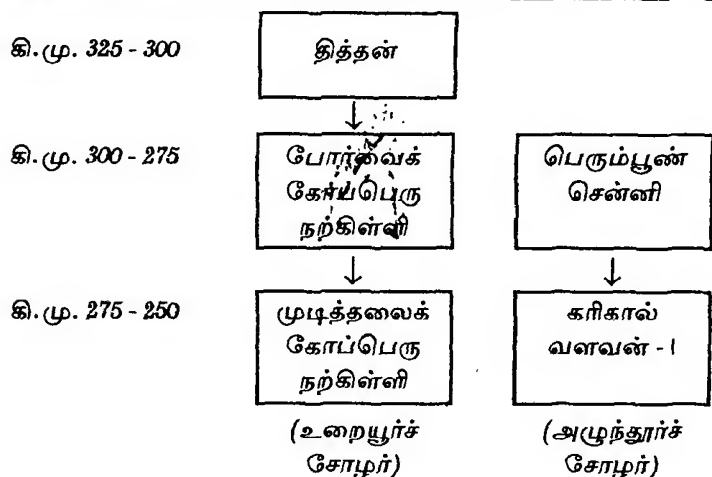 கி.மு. 325 - 300 தித்தன்
கி.மு. 300 - 275 போர்வைக் பெரும்பூண்
கோப்பெரு சென்னி
நற்கிள்ளி
கி.மு. 275 - 250 முடித்தலைக் கரிகால்
கோப்பெரு வளவன் - I
நற்கிள்ளி
(உறையூர்ச் (அழுந்தூர்ச்
சோழர்) சோழர்)